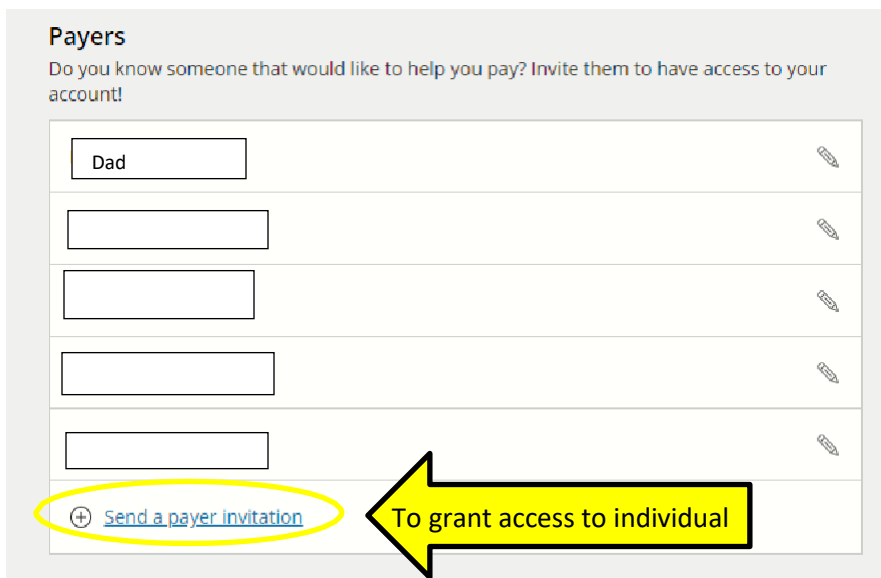 Payers
Do you know someone that would like to help you pay? Invite them to have access to your
account!
Dad
Send a payer invitation
To grant access to individual